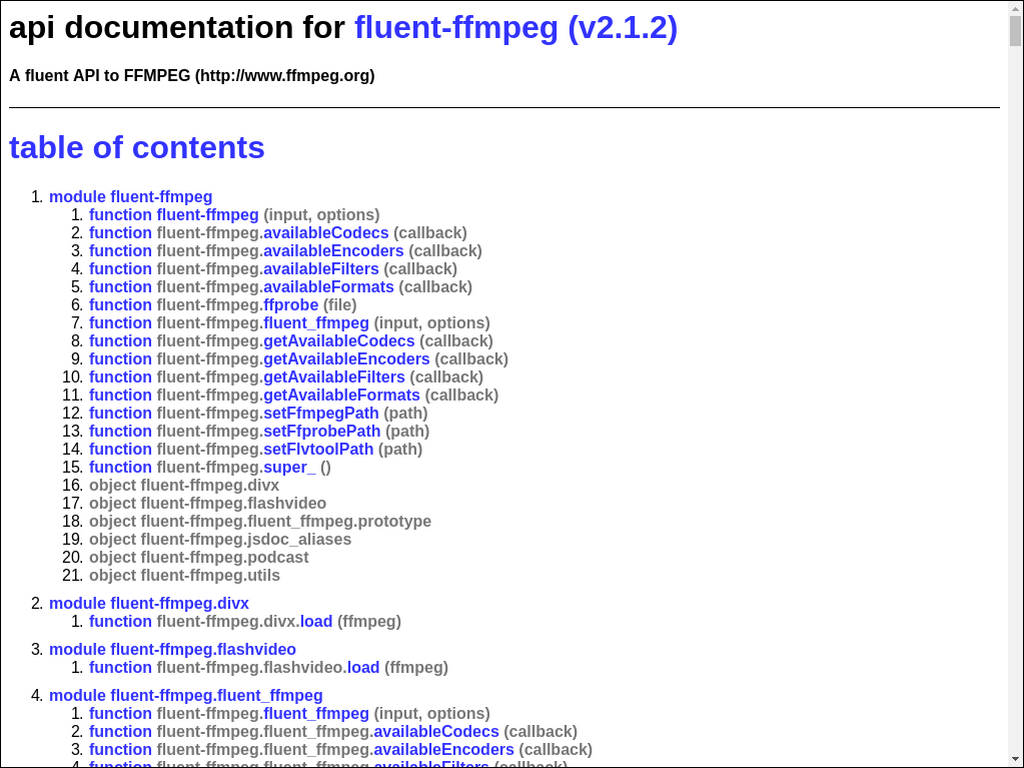 api documentation for fluent-ffmpeg (v2.1.2)
A fluent API to FFMPEG (http://www.ffmpeg.org)
table of contents
1. module fluent-ffmpeg
1. function fluent-ffmpeg (input, options)
2. function fluent-ffmpeg.availableCodecs (callback)
3. function fluent-ffmpeg.availableEncoders (callback)
4. function fluent-ffmpeg.availableFilters (callback)
5. function fluent-ffmpeg.availableFormats (callback)
6. function fluent-ffmpeg.ffprobe (file)
7. function fluent-ffmpeg.fluent_ffmpeg (input, options)
8. function fluent-ffmpeg.getAvailableCodecs (callback)
9. function fluent-ffmpeg.getAvailableEncoders (callback)
10. function fluent-ffmpeg.getAvailableFilters (callback)
11. function fluent-ffmpeg.getAvailableFormats (callback)
12. function fluent-ffmpeg.setFfmpegPath (path)
13. function fluent-ffmpeg.setFfprobePath (path)
14. function fluent-ffmpeg.setFlvtoolPath (path)
15. function fluent-ffmpeg.super_ ()
16. object fluent-ffmpeg.divx
17. object fluent-ffmpeg.flashvideo
18. object fluent-ffmpeg.fluent_ffmpeg.prototype
19. object fluent-ffmpeg.jsdoc_aliases
20. object fluent-ffmpeg.podcast
21. object fluent-ffmpeg.utils
2. module fluent-ffmpeg.divx
1. function fluent-ffmpeg.divx.load (ffmpeg)
3. module fluent-ffmpeg.flashvideo
1. function fluent-ffmpeg.flashvideo.load (ffmpeg)
4. module fluent-ffmpeg.fluent_ffmpeg
1. function fluent-ffmpeg.fluent_ffmpeg (input, options)
2. function fluent-ffmpeg.fluent_ffmpeg.availableCodecs (callback)
3. function fluent-ffmpeg.fluent_ffmpeg.availableEncoders (callback)
4. function fluent-ffmpeg.fluent_ffmpeg.availableFilters (callback)